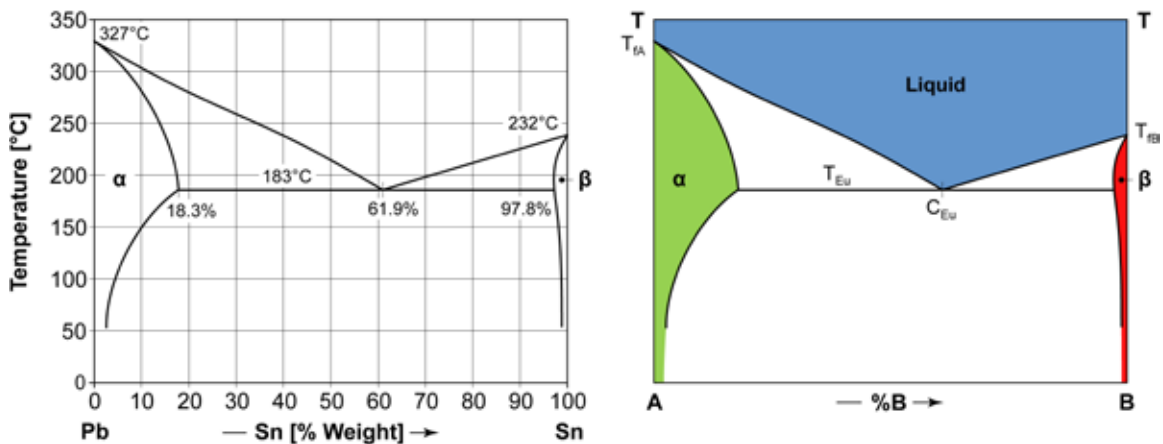 350
300
250
200
150
100
50
0
Temperature [°C]
327°C
232°C
α
183°C
β
18.3%
61.9%
97.8%
0 10 20 30 40 50 60 70 80 90 100
Pb — Sn [% Weight] → Sn
T T
TfA
Liquid
TfB
α
TEu
β
CEu
A — %B → B